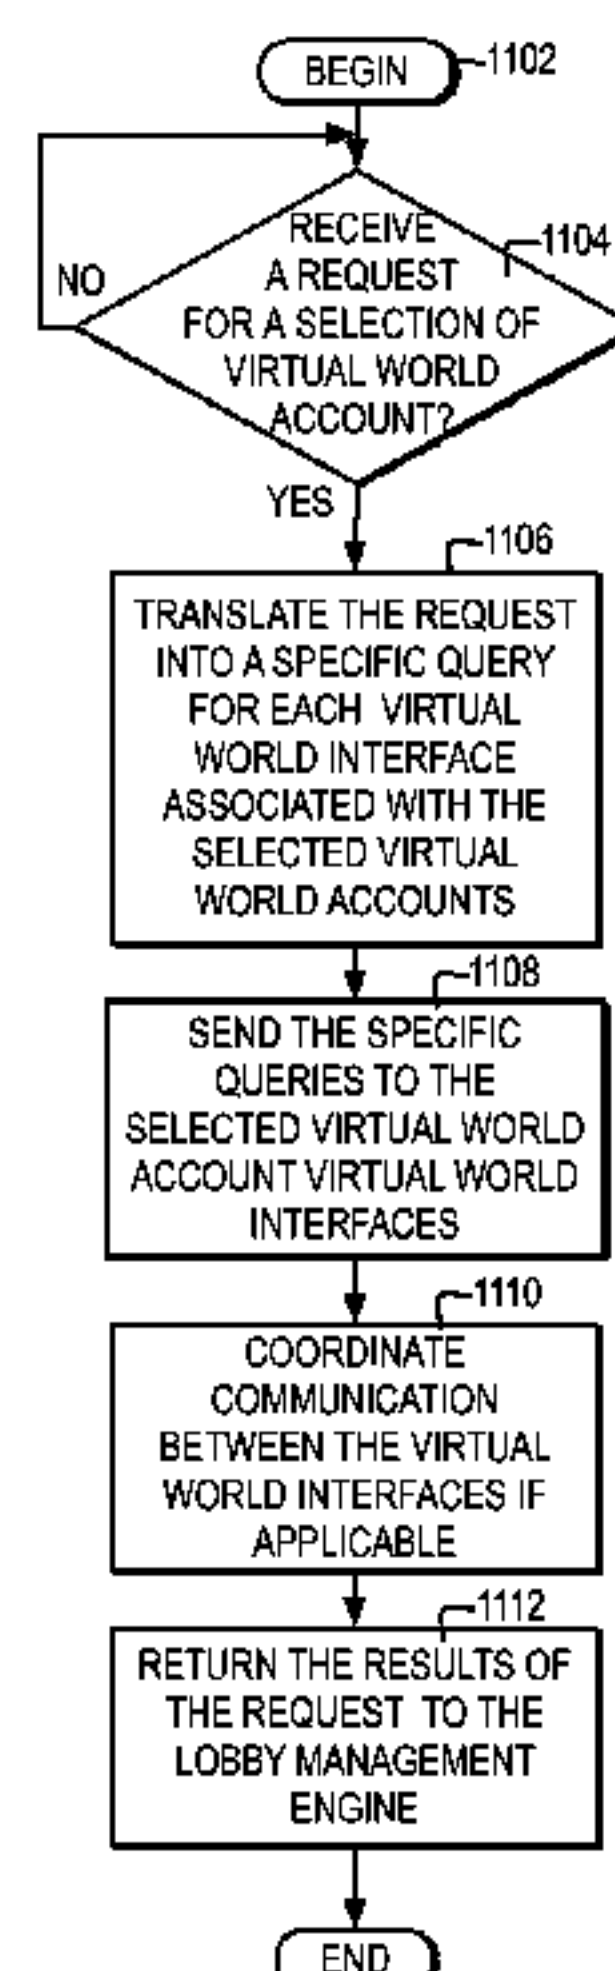 BEGIN
1102
RECEIVE
1104
A REQUEST
FOR A SELECTION OF
VIRTUAL WORLD
ACCOUNT?
NO
YES
1106
TRANSLATE THE REQUEST
INTO A SPECIFIC QUERY
FOR EACH VIRTUAL
WORLD INTERFACE
ASSOCIATED WITH THE
SELECTED VIRTUAL
WORLD ACCOUNTS
1108
SEND THE SPECIFIC
QUERIES TO THE
SELECTED VIRTUAL WORLD
ACCOUNT VIRTUAL WORLD
INTERFACES
1110
COORDINATE
COMMUNICATION
BETWEEN THE VIRTUAL
WORLD INTERFACES IF
APPLICABLE
1112
RETURN THE RESULTS OF
THE REQUEST TO THE
LOBBY MANAGEMENT
ENGINE
END